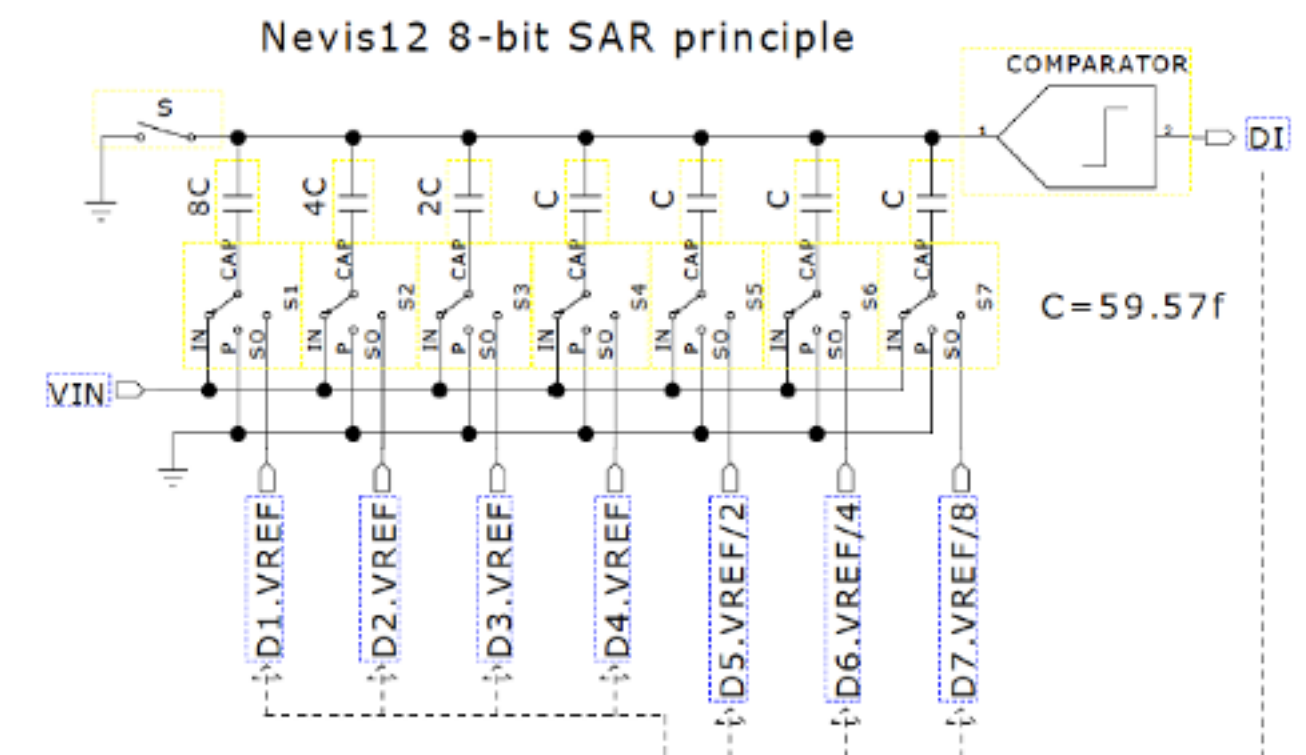 Nevis12 8-bit SAR principle
COMPARATOR
S
1
2
DI
8C
4C
2C
C
C
C
C
CAP
CAP
CAP
CAP
CAP
CAP
CAP
S1
S2
S3
S4
S5
S6
S7
C=59.57f
IN
P
SO
IN
P
SO
IN
P
SO
IN
P
SO
IN
P
SO
IN
P
SO
IN
P
SO
VIN
D1.VREF
D2.VREF
D3.VREF
D4.VREF
D5.VREF/2
D6.VREF/4
D7.VREF/8